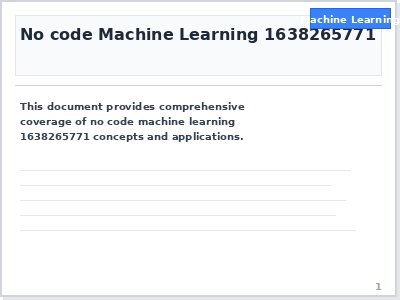 Machine Learning
No code Machine Learning 1638265771
This document provides comprehensive
coverage of no code machine learning
1638265771 concepts and applications.
1